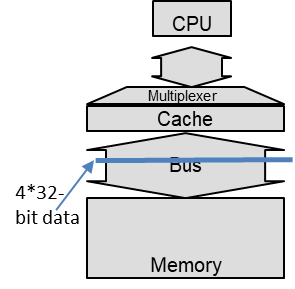 CPU
Multiplexer
Cache
Bus
4*32-
bit data
Memory